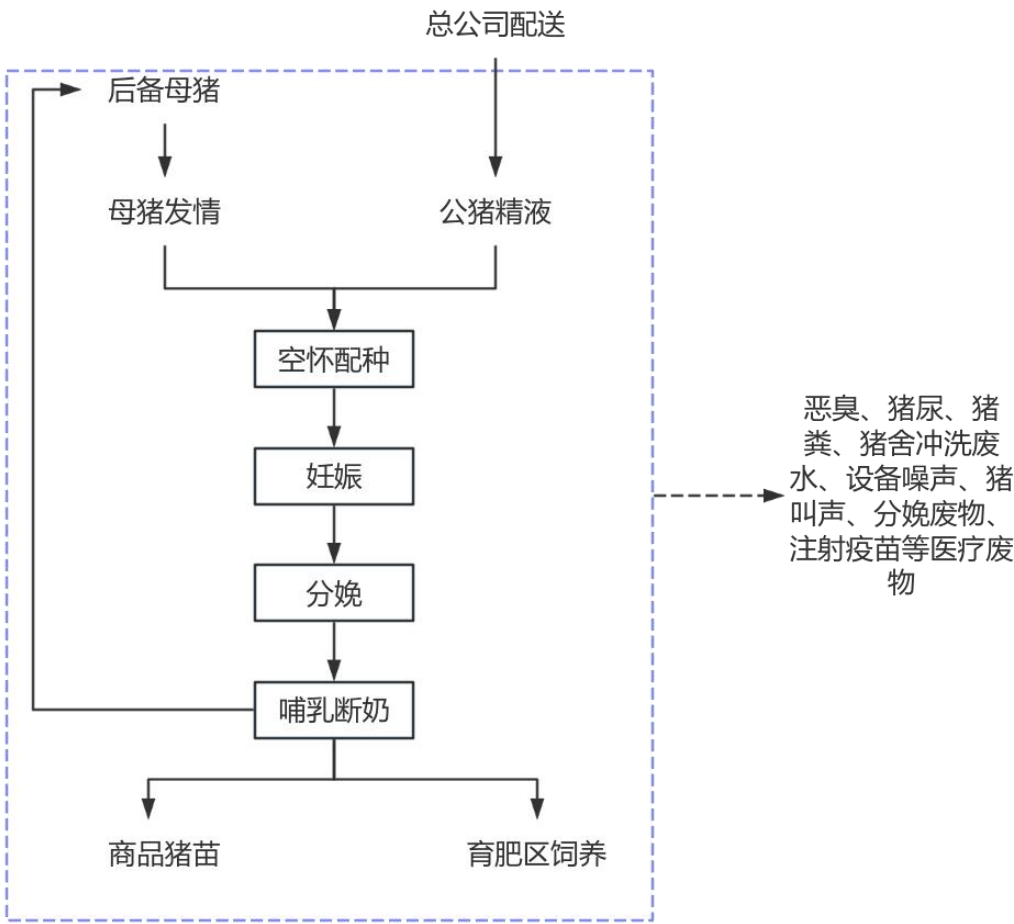 总公司配送
后备母猪
母猪发情
公猪精液
空怀配种
妊娠
分娩
哺乳断奶
商品猪苗
育肥区饲养
恶臭、猪尿、猪
粪、猪舍冲洗废
水、设备噪声、猪
叫声、分娩废物、
注射疫苗等医疗废
物